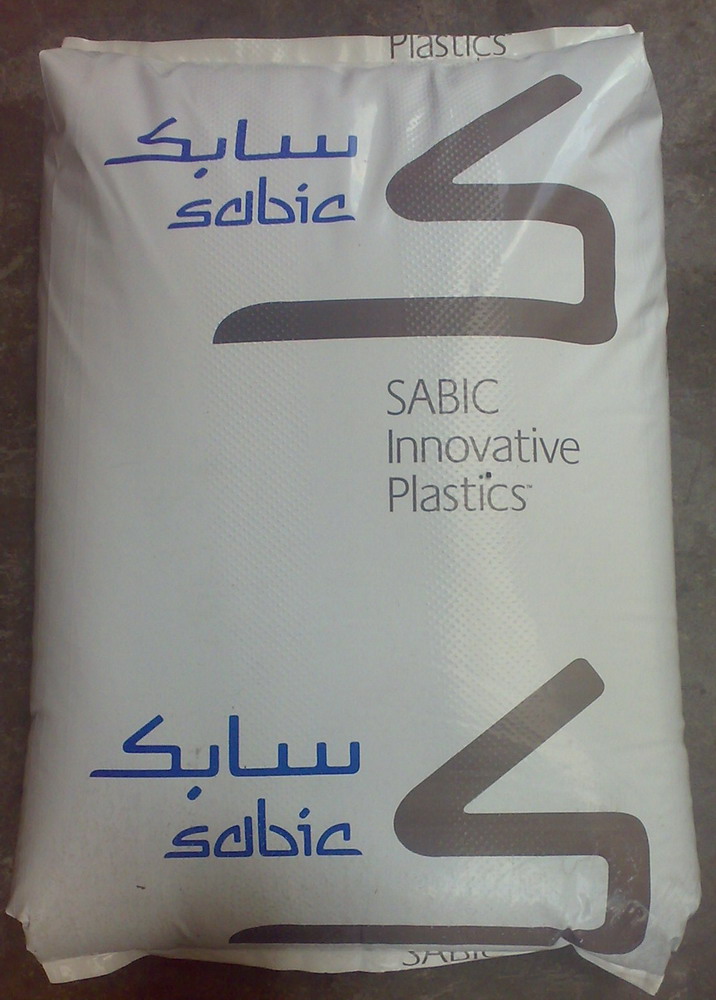 Plastics™
سابك
sabic
SABIC
Innovative
Plastics™
سابك
sabic
SABIC